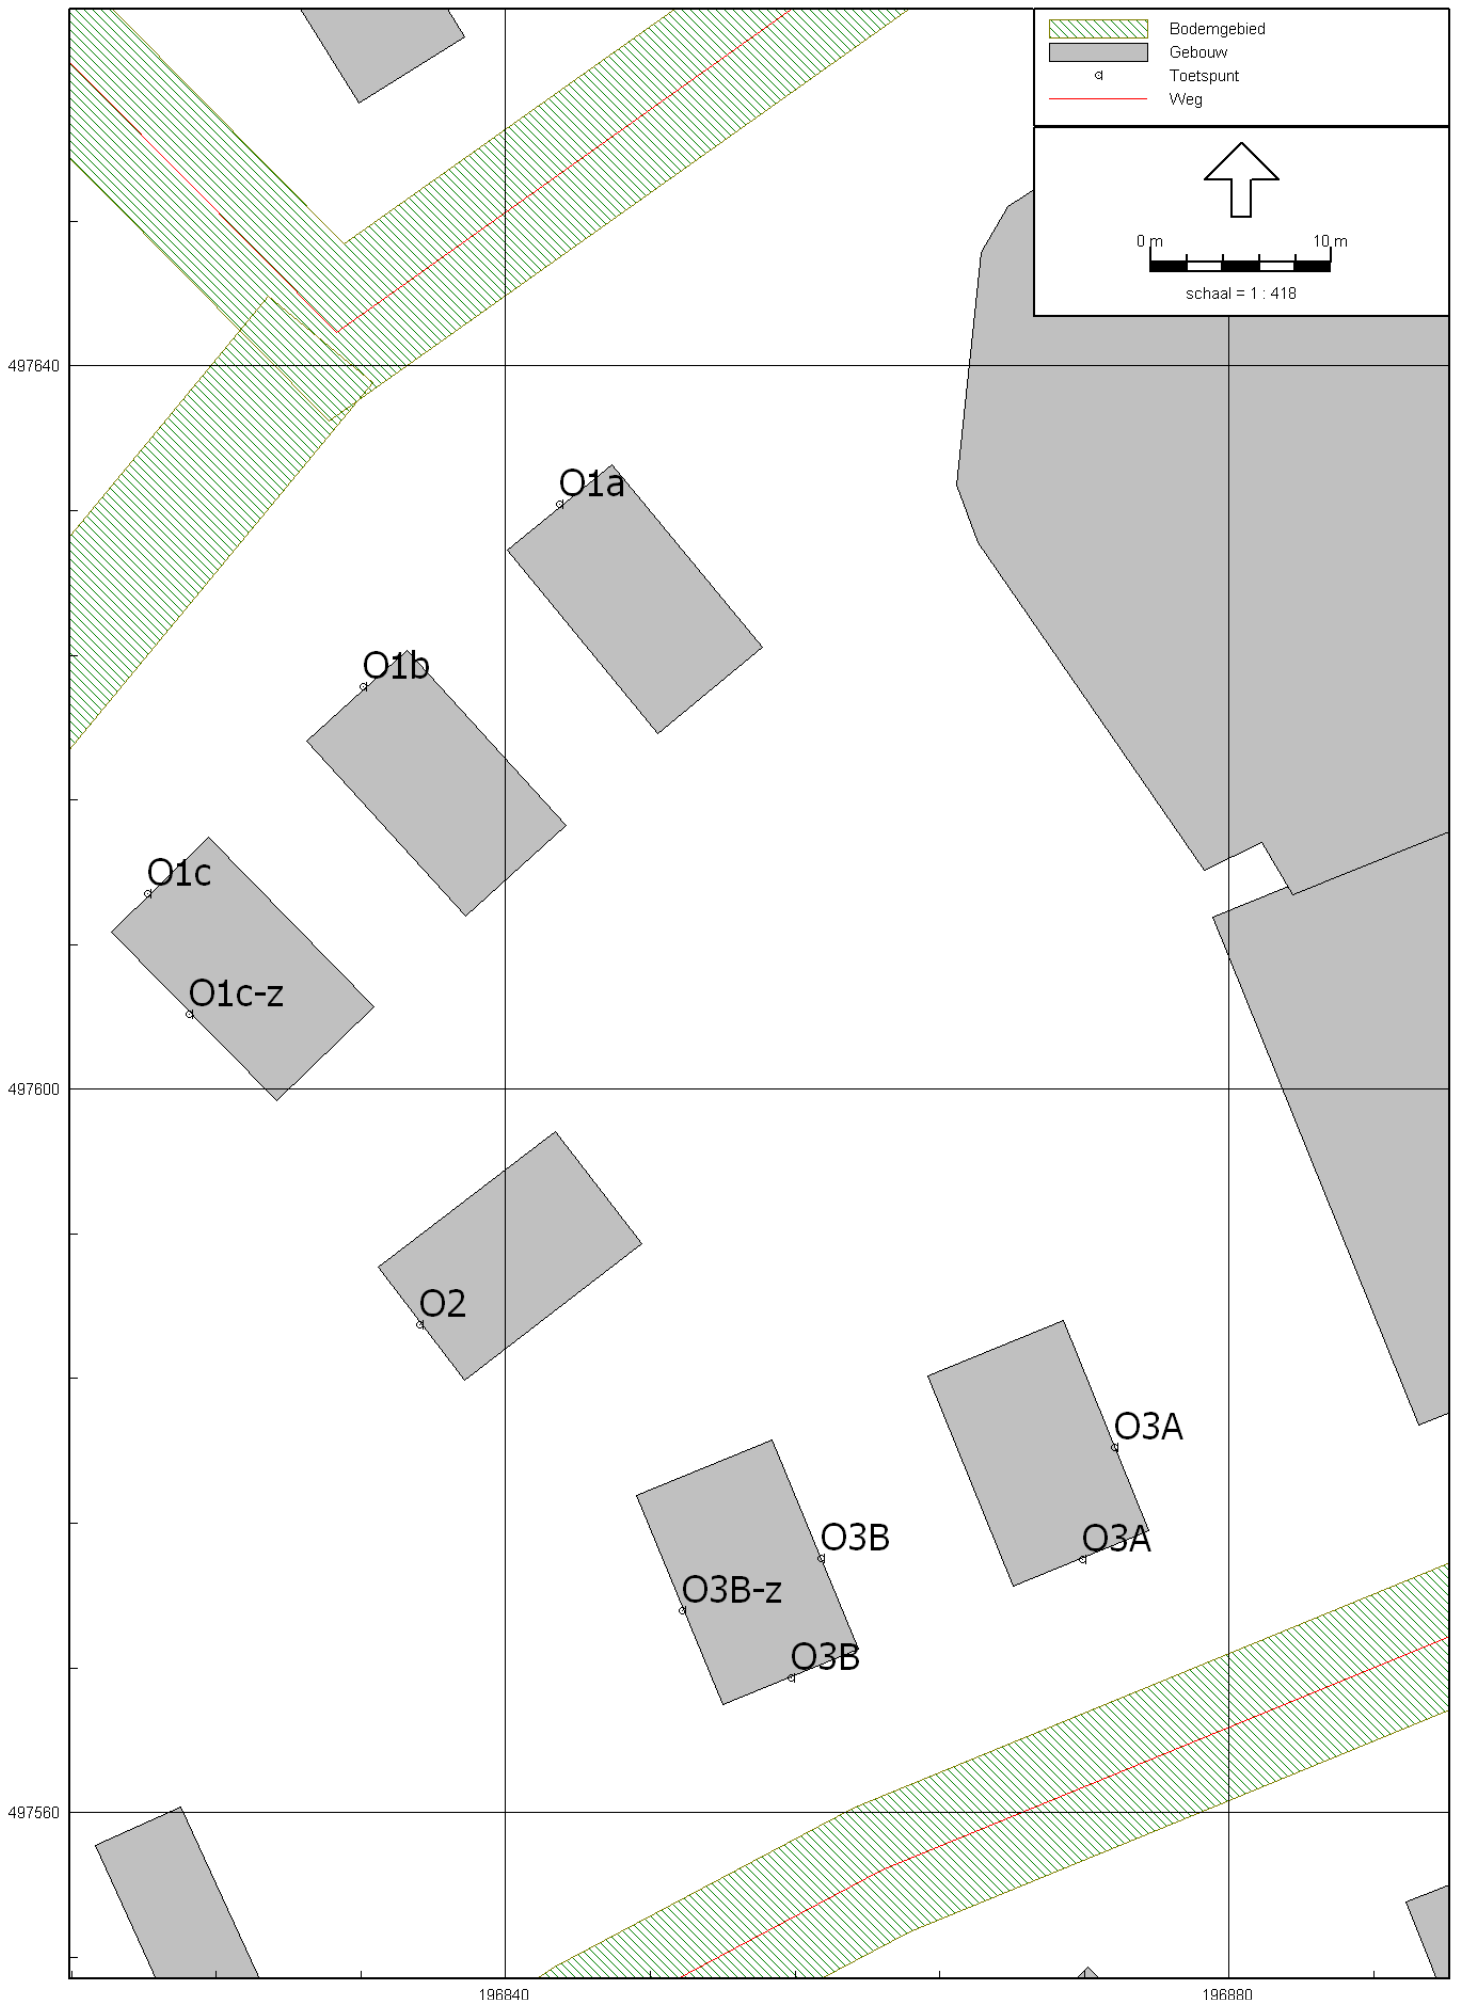 Bodemgebied
Gebouw
Toetspunt
Weg
0 m 10 m
schaal = 1 : 418
497640
O1a
O1b
O1c
O1c-z
497600
O2
O3A
O3B
O3A
O3B-z
O3B
497560
196840 196880